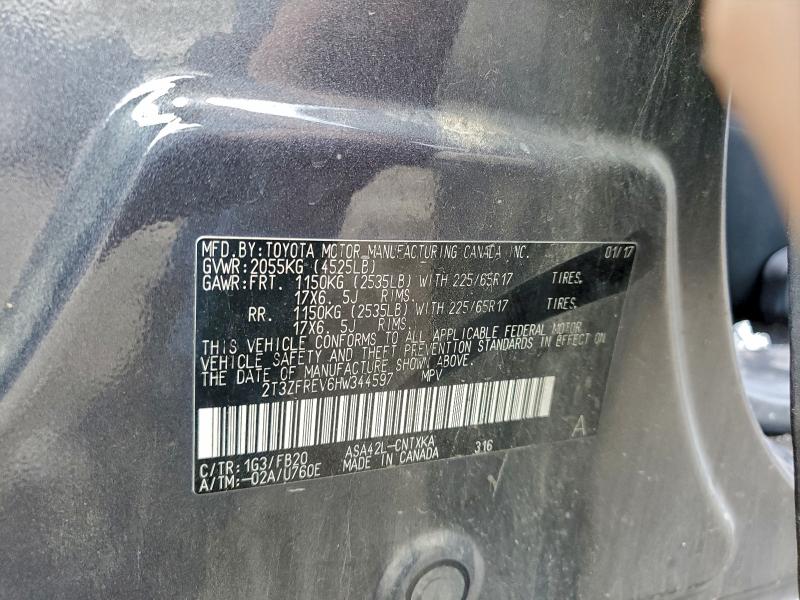 MFD. BY: TOYOTA MOTOR MANUFACTURING CANADA INC. 01/17
GVWR: 2055KG (4525LB)
GAWR: FRT. 1150KG (2535LB) WITH 225/65R17 TIRES.
17X6. 5J RIMS.
RR. 1150KG (2535LB) WITH 225/65R17 TIRES.
17X6. 5J RIMS.
THIS VEHICLE CONFORMS TO ALL APPLICABLE FEDERAL MOTOR
VEHICLE SAFETY AND THEFT PREVENTION STANDARDS IN EFFECT ON
THE DATE OF MANUFACTURE SHOWN ABOVE.
2T3ZFREV6HW344597 MPV
A
C/TR: 1G3/FB20 ASA42L-CNTXKA 316
A/TM: -02A/U760E MADE IN CANADA